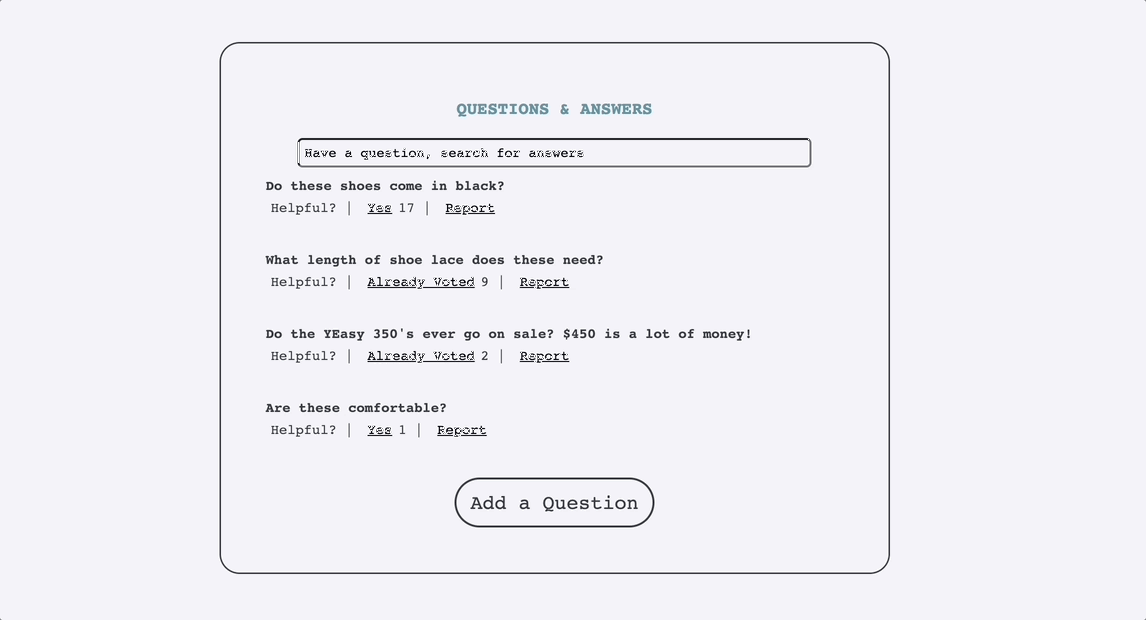 QUESTIONS & ANSWERS
Have a question, search for answers
Do these shoes come in black?
Helpful? | Yes 17 | Report
What length of shoe lace does these need?
Helpful? | Already Voted 9 | Report
Do the YEasy 350's ever go on sale? $450 is a lot of money!
Helpful? | Already Voted 2 | Report
Are these comfortable?
Helpful? | Yes 1 | Report
Add a Question